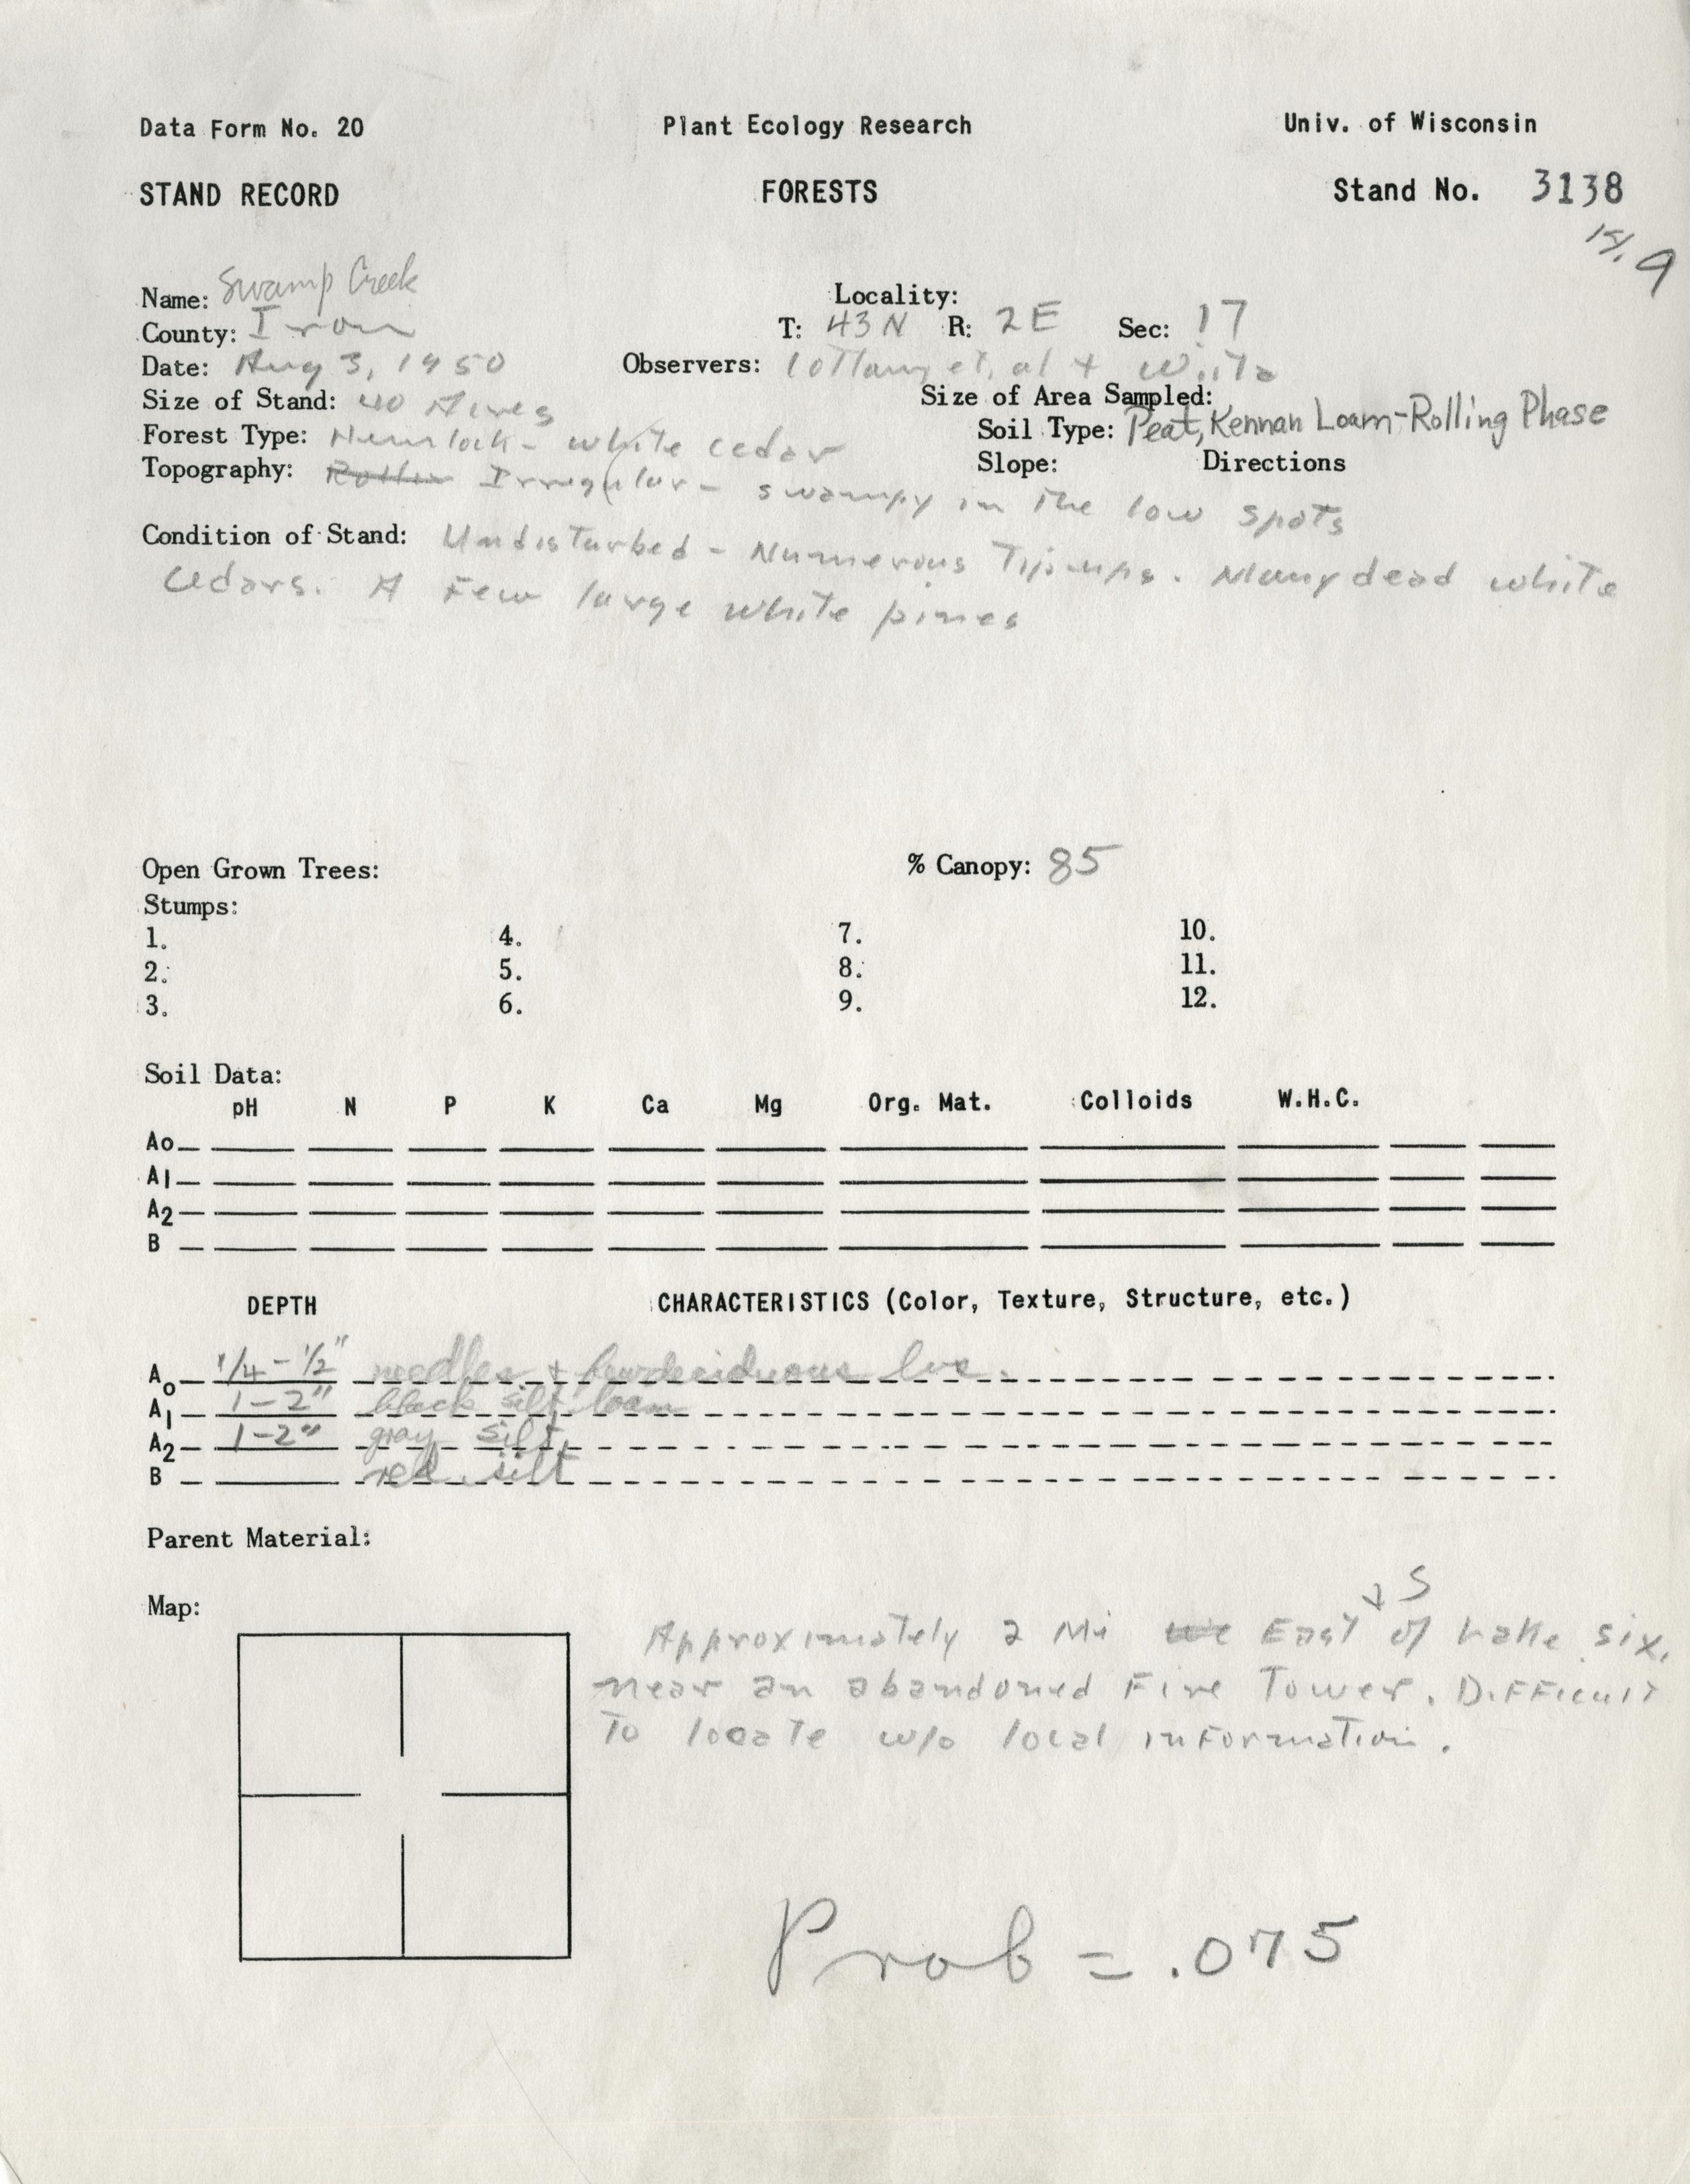 Data Form No. 20 Plant Ecology Research Univ. of Wisconsin
STAND RECORD FORESTS Stand No. 3138
Name: Swamp Creek Locality:
County: Iron T: 43N R: 2E Sec: 17
Date: Aug 3, 1950 Observers: et. al +
Size of Stand: 40 Acres Size of Area Sampled:
Forest Type: Hemlock - white cedar Soil Type: Peat, Kennan Loam-Rolling Phase
Topography: Irregular - swampy in the low spots Slope: Directions
Condition of Stand: Undisturbed - Numerous Tipups. Many dead white
Cedars. A Few large white pines
Open Grown Trees: % Canopy: 85
Stumps:
1. 4. 7. 10.
2. 5. 8. 11.
3. 6. 9. 12.
Soil Data:
pH N P K Ca Mg Org. Mat. Colloids W.H.C.
Ao
A1
A2
B
DEPTH CHARACTERISTICS (Color, Texture, Structure, etc.)
Ao 1/4 - 1/2" needles + few deciduous lvs.
A1 1-2" black silt loam
A2 1-2" gray silt
B red silt
Parent Material:
Map:
Approximately 2 Mi East + S of Lake six,
near an abandoned Fire Tower. Difficult
To locate w/o local information.
Prob = .075